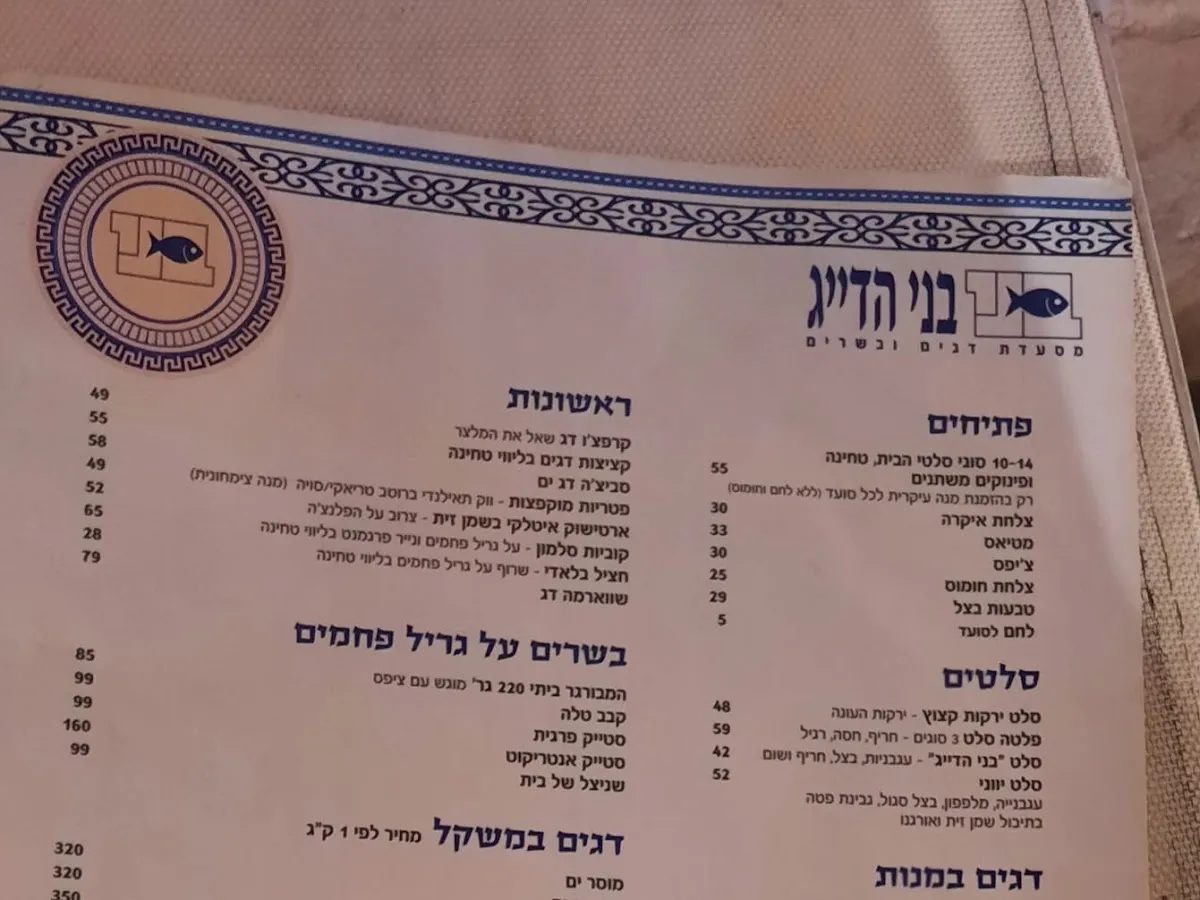 בני הדייג
מסעדת דגים ובשרים
פתיחים
10-14 סוגי סלטי הבית, טחינה
ופינוקים משתנים 55
רק בהזמנת מנה עיקרית לכל סועד (ללא לחם וחומוס)
צלחת איקרה 30
מטיאס 33
צ'יפס 30
צלחת חומוס 25
טבעות בצל 29
לחם לסועד 5
סלטים
סלט ירקות קצוץ - ירקות העונה 48
פלטה סלט 3 סוגים - חריף, חסה, רגיל 59
סלט "בני הדייג" - עגבניות, בצל, חריף ושום 42
סלט יווני 52
עגבנייה, מלפפון, בצל סגול, גבינת פטה
בתיבול שמן זית ואורגנו
דגים במנות
ראשונות
קרפצ'ו דג שאל את המלצר 49
קציצות דגים בליווי טחינה 55
סביצ'ה דג ים 58
פטריות מוקפצות - ווק תאילנדי ברוטב טריאקי/סויה (מנה צימחונית) 49
ארטישוק איטלקי בשמן זית - צרוב על הפלנצ'ה 52
קוביות סלמון - על גריל פחמים ונייר פרגמנט בליווי טחינה 65
חציל בלאדי - שרוף על גריל פחמים בליווי טחינה 28
שווארמה דג 79
בשרים על גריל פחמים
המבורגר ביתי 220 גר' מוגש עם ציפס 85
קבב טלה 99
סטייק פרגית 99
סטייק אנטריקוט 160
שניצל של בית 99
דגים במשקל מחיר לפי 1 ק"ג
מוסר ים 320
320
350